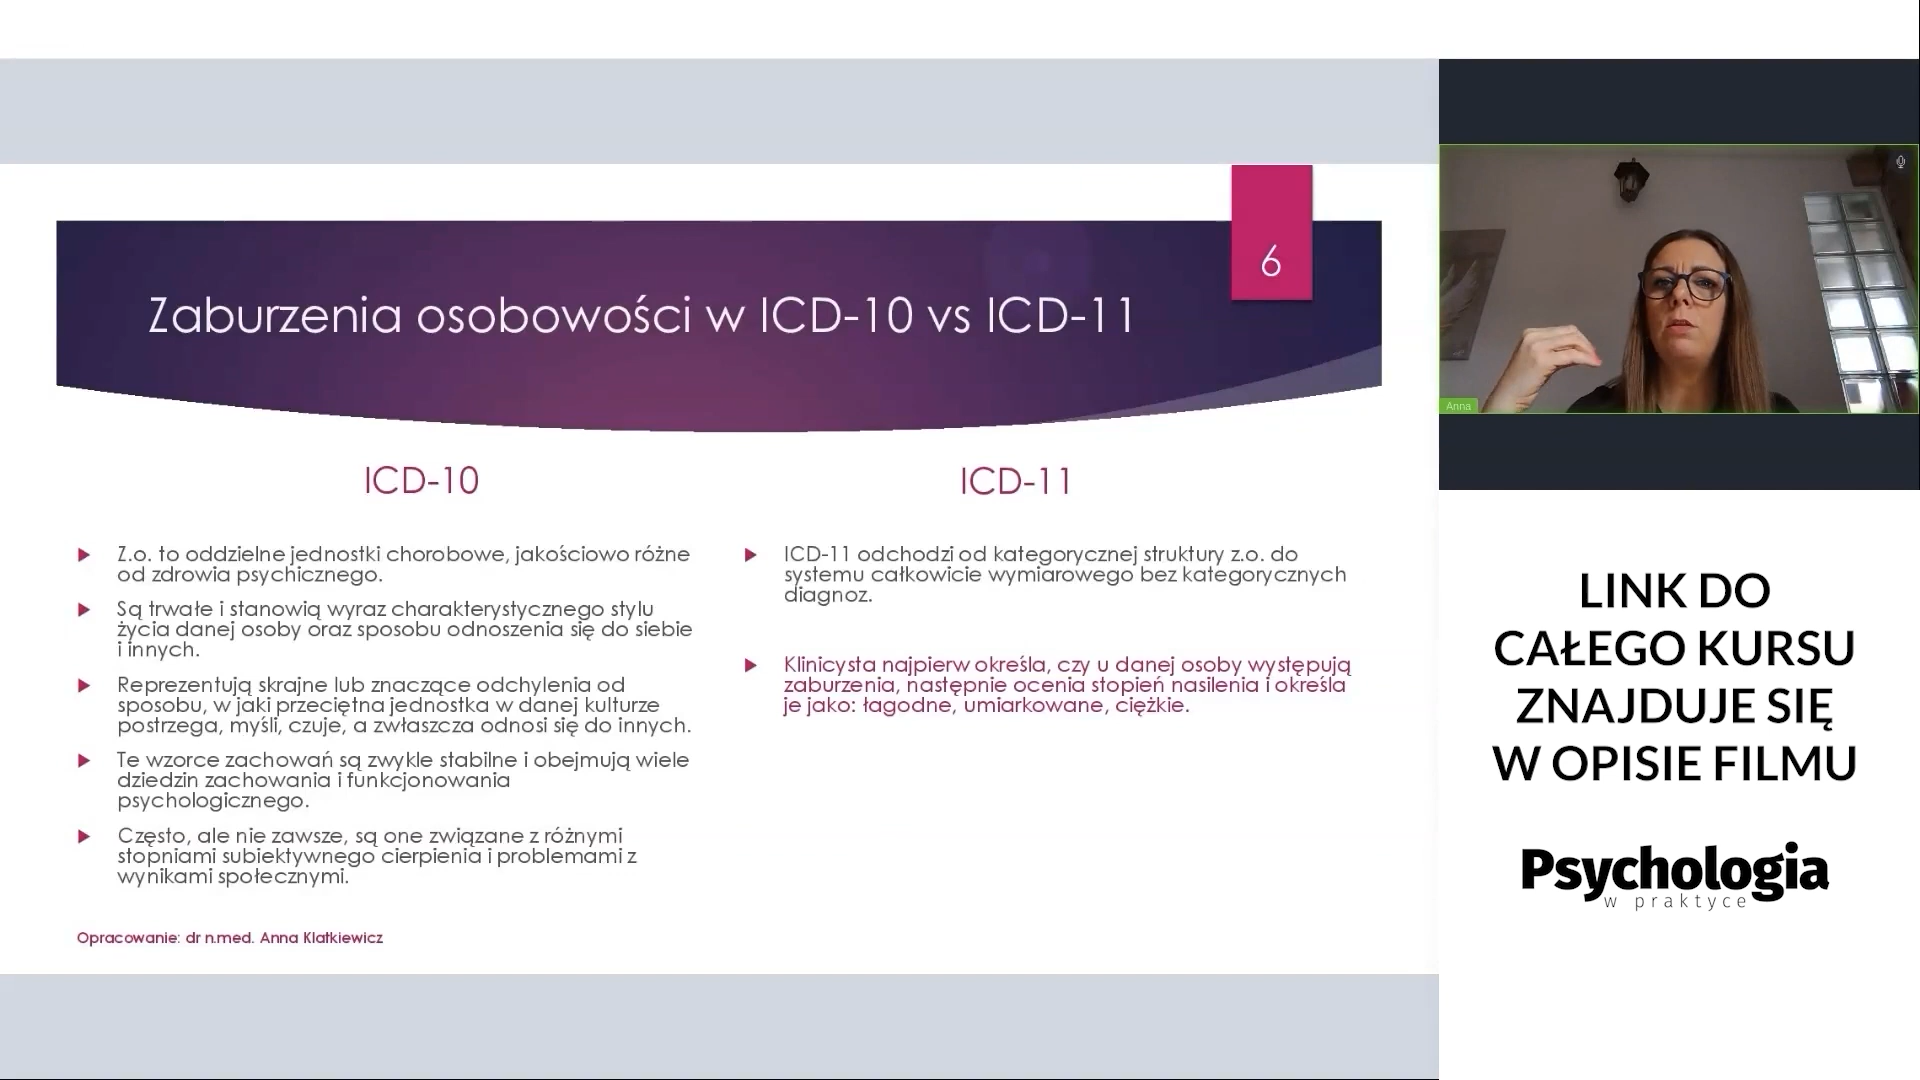 6
Zaburzenia osobowości w ICD-10 vs ICD-11
ICD-10
Z.o. to oddzielne jednostki chorobowe, jakościowo różne
od zdrowia psychicznego.
Są trwałe i stanowią wyraz charakterystycznego stylu
życia danej osoby oraz sposobu odnoszenia się do siebie
i innych.
Reprezentują skrajne lub znaczące odchylenia od
sposobu, w jaki przeciętna jednostka w danej kulturze
postrzega, myśli, czuje, a zwłaszcza odnosi się do innych.
Te wzorce zachowań są zwykle stabilne i obejmują wiele
dziedzin zachowania i funkcjonowania
psychologicznego.
Często, ale nie zawsze, są one związane z różnymi
stopniami subiektywnego cierpienia i problemami z
wynikami społecznymi.
ICD-11
ICD-11 odchodzi od kategorycznej struktury z.o. do
systemu całkowicie wymiarowego bez kategorycznych
diagnoz.
Klinicysta najpierw określa, czy u danej osoby występują
zaburzenia, następnie ocenia stopień nasilenia i określa
je jako: łagodne, umiarkowane, ciężkie.
Opracowanie: dr n.med. Anna Klatkiewicz
Anna
LINK DO
CAŁEGO KURSU
ZNAJDUJE SIĘ
W OPISIE FILMU
Psychologia
w praktyce